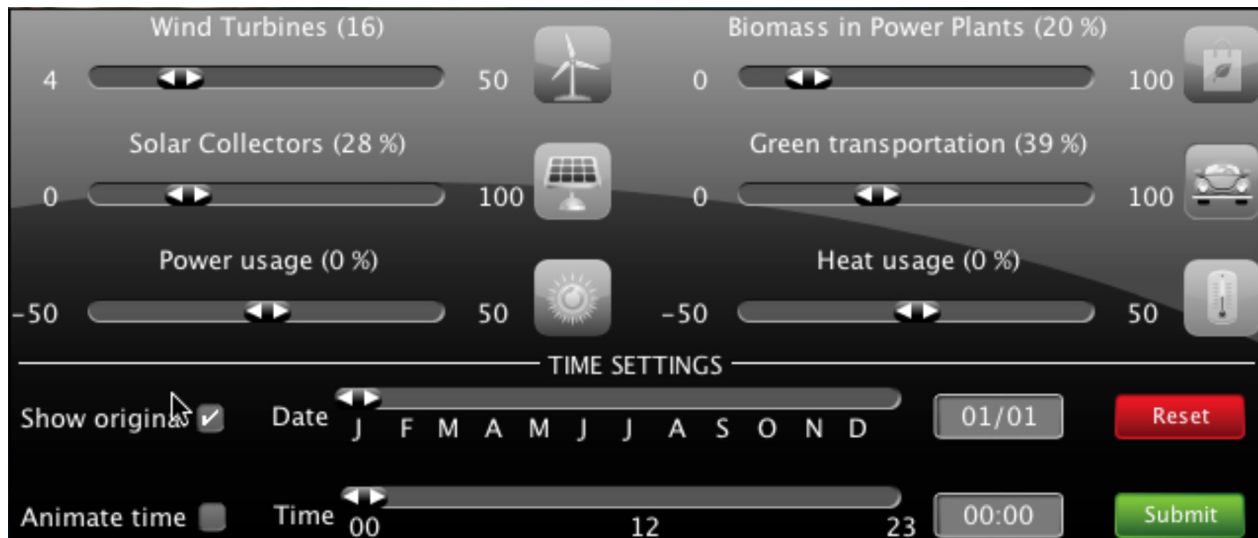 Wind Turbines (16) Biomass in Power Plants (20 %)
4 50 0 100
Solar Collectors (28 %) Green transportation (39 %)
0 100 0 100
Power usage (0 %) Heat usage (0 %)
-50 50 -50 50
TIME SETTINGS
Show original Date J F M A M J J A S O N D 01/01 Reset
Animate time Time 00 12 23 00:00 Submit